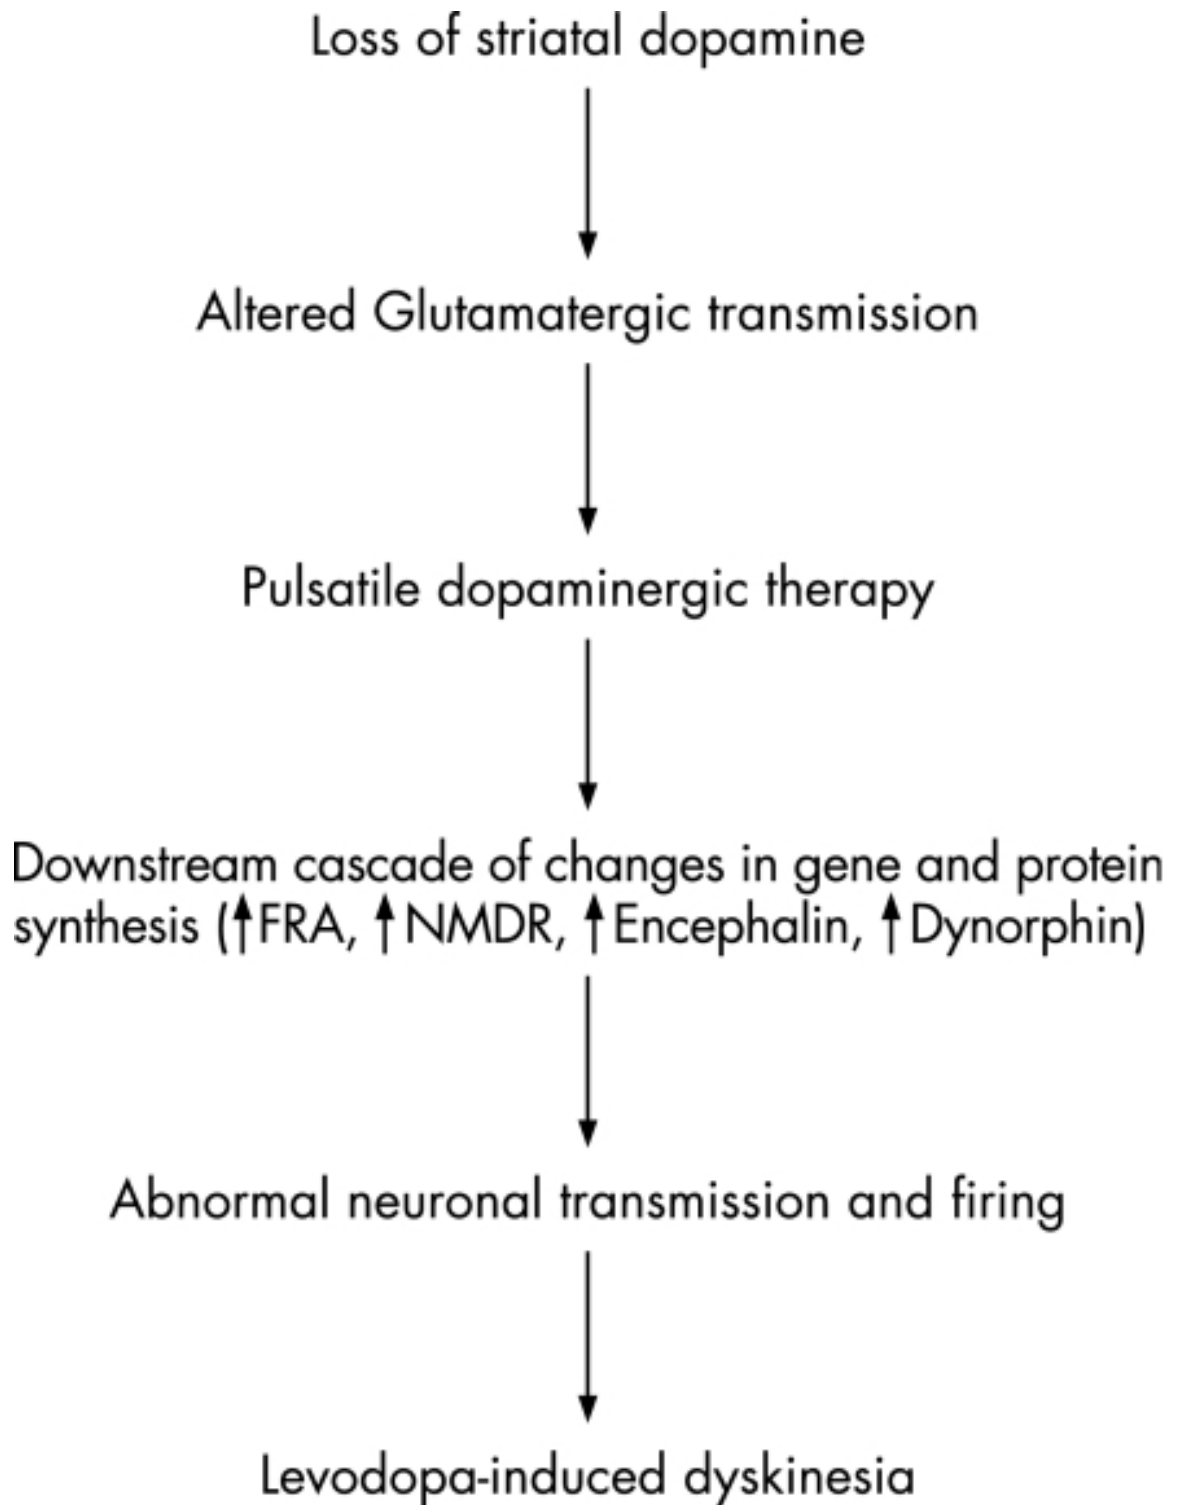 Loss of striatal dopamine
Altered Glutamatergic transmission
Pulsatile dopaminergic therapy
Downstream cascade of changes in gene and protein
synthesis (↑FRA, ↑NMDR, ↑Encephalin, ↑Dynorphin)
Abnormal neuronal transmission and firing
Levodopa-induced dyskinesia